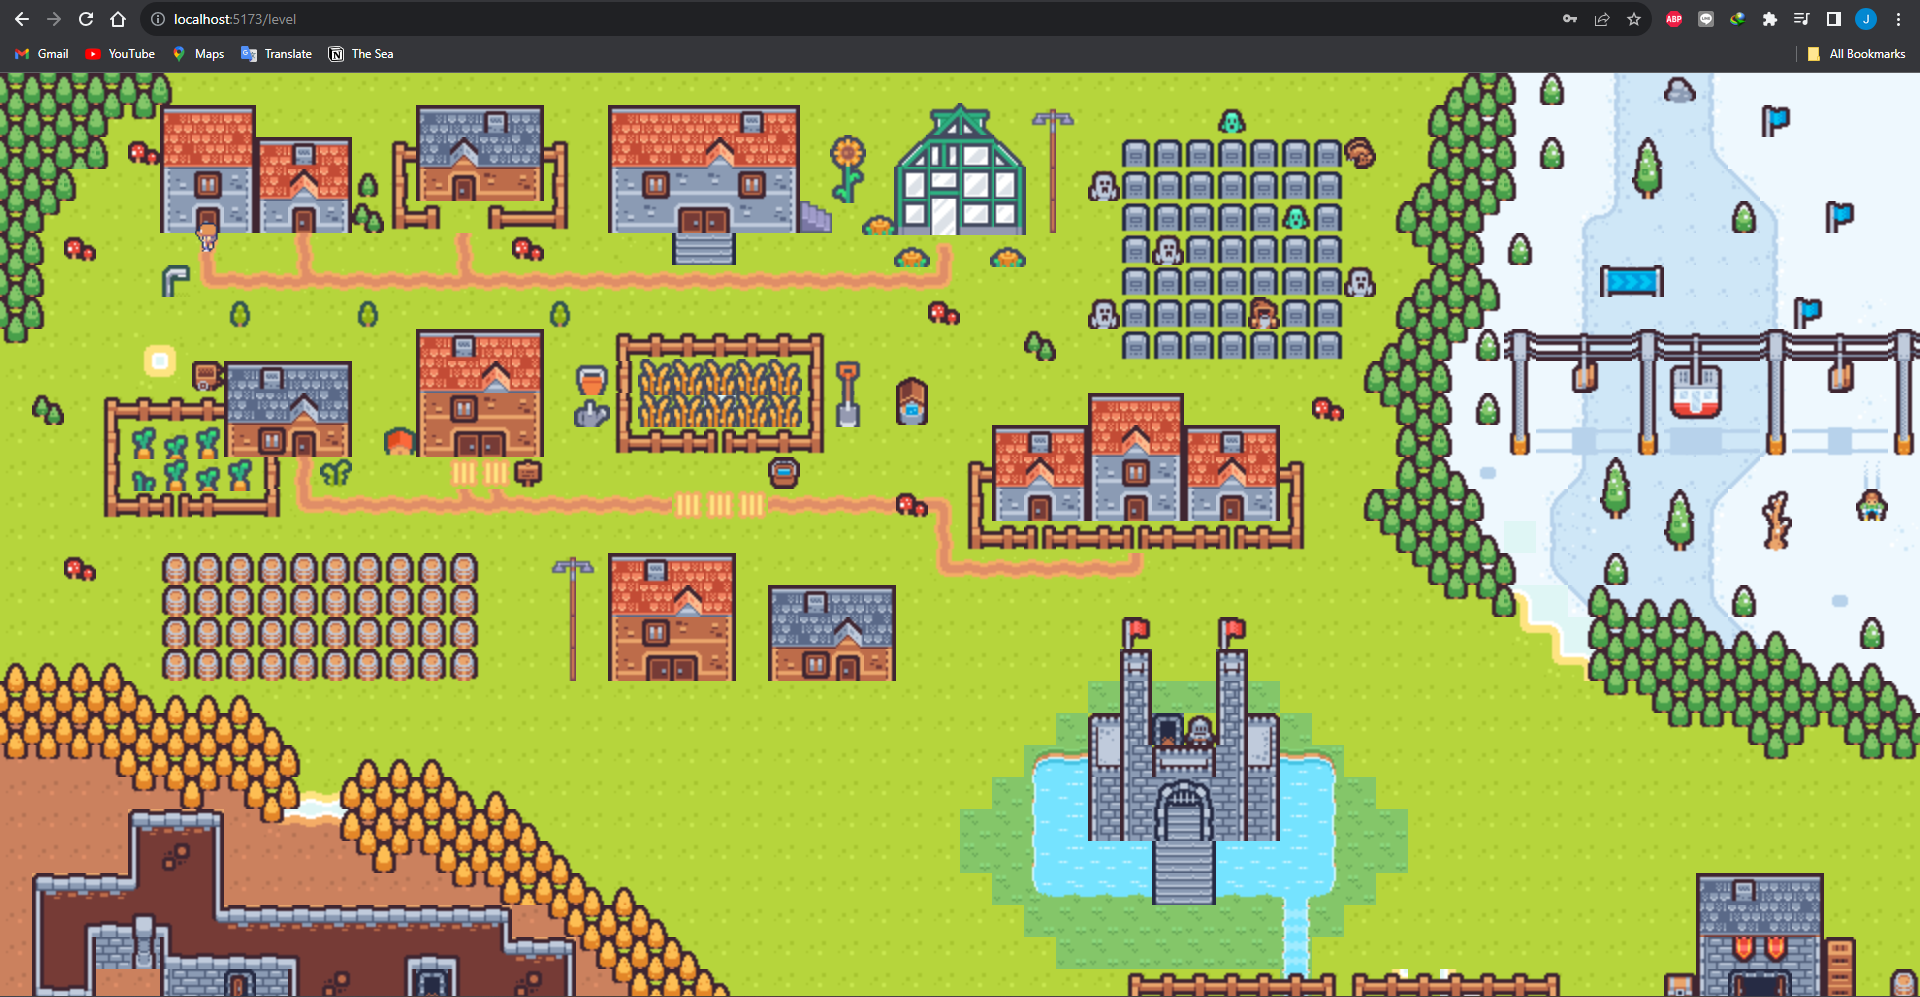 localhost:5173/level
ABP
J
Gmail YouTube Maps Translate The Sea All Bookmarks